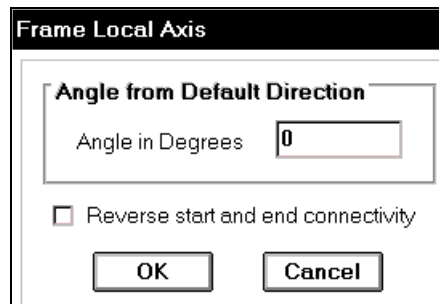 Frame Local Axis
Angle from Default Direction
Angle in Degrees 0
Reverse start and end connectivity
OK Cancel